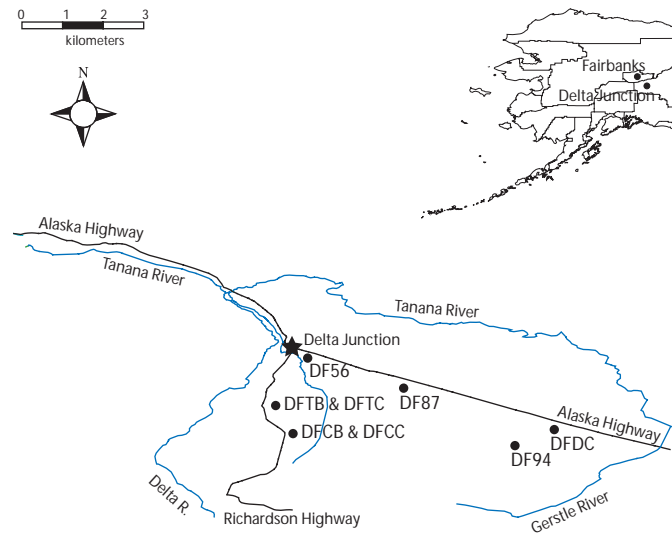 0 1 2 3
kilometers
N
Fairbanks
Delta Junction
Alaska Highway
Tanana River
Tanana River
Delta Junction
DF56
DF87
DFTB & DFTC
DFCB & DFCC
Alaska Highway
DFDC
DF94
Delta R.
Richardson Highway
Gerstle River